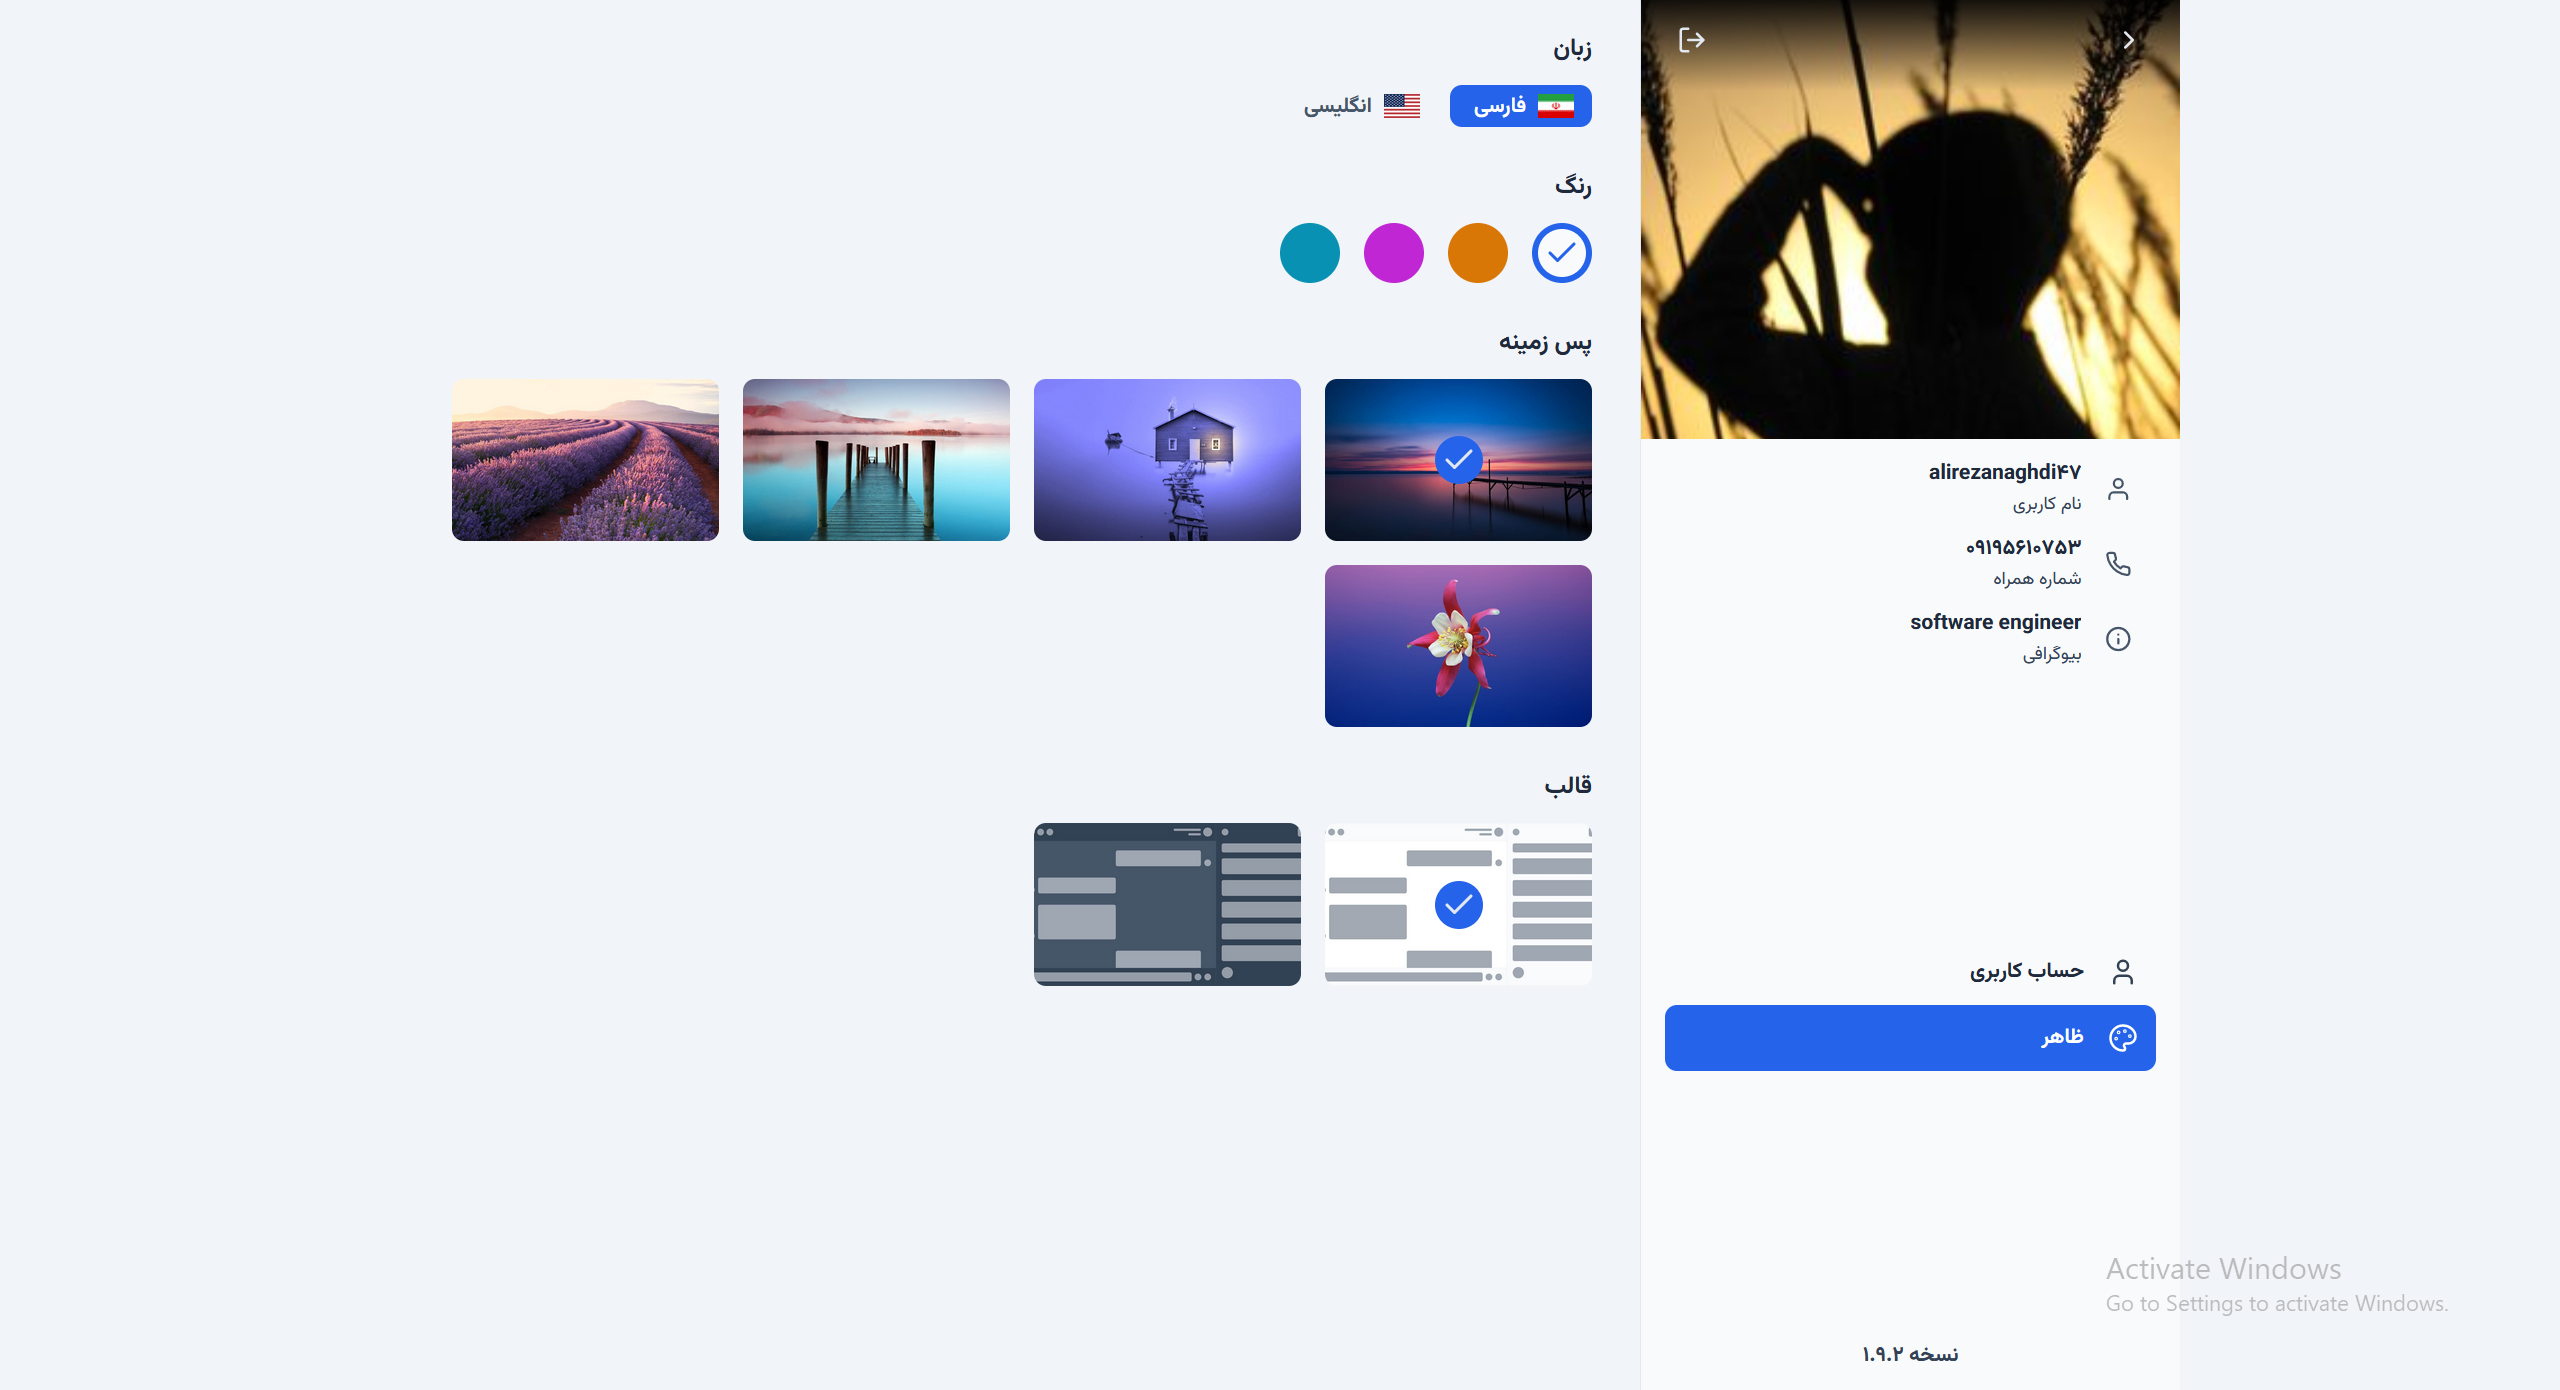 alirezanaghdi۴۷
نام کاربری
۰۹۱۹۵۶۱۰۷۵۳
شماره همراه
software engineer
بیوگرافی
حساب کاربری
ظاهر
نسخه ۱.۹.۲
زبان
فارسی
انگلیسی
رنگ
پس زمینه
قالب
Activate Windows
Go to Settings to activate Windows.